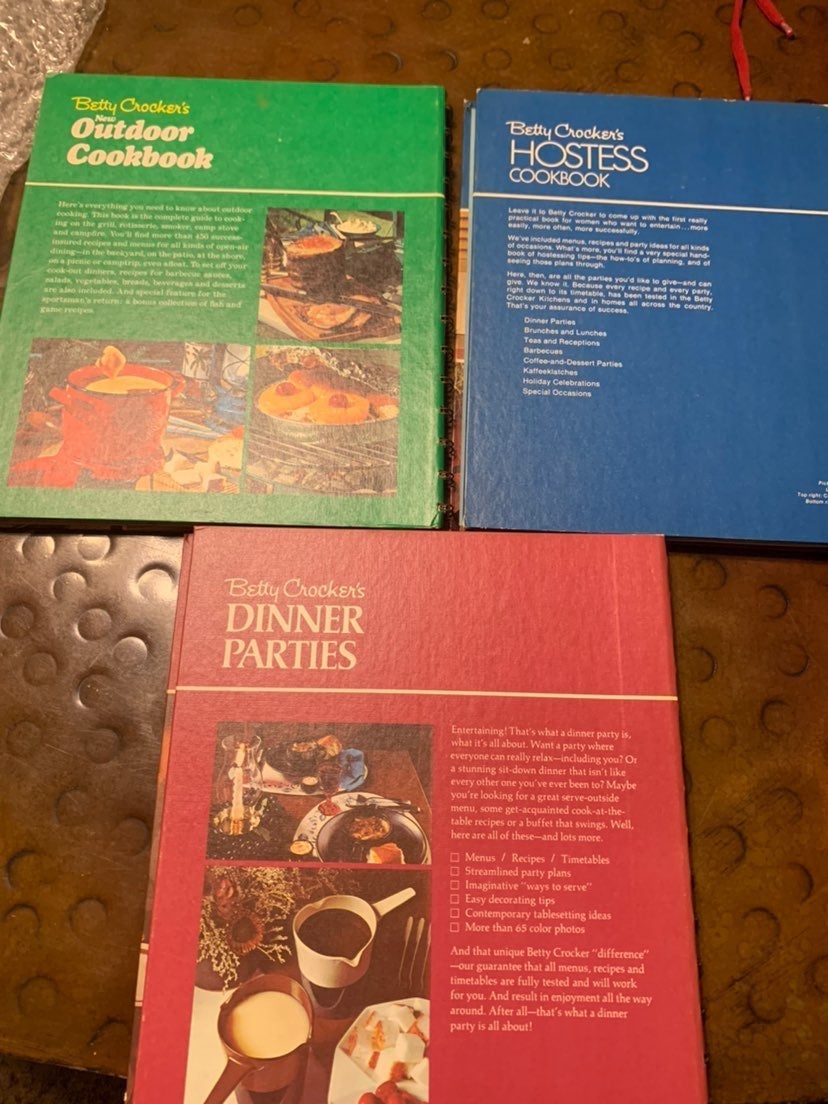 Betty Crocker's
New
Outdoor
Cookbook
Here's everything you need to know about outdoor
cooking. This book is the complete guide to cook-
ing on the grill, rotisserie, smoker, camp stove
and campfire. You'll find more than 450 success-
insured recipes and menus for all kinds of open-air
dining—in the backyard, on the patio, at the shore,
on a picnic or camptrip, even afloat. To set off your
cook-out dinners, recipes for barbecue sauces,
salads, vegetables, breads, beverages and desserts
are also included. And special feature for the
sportsman's return: a bonus collection of fish and
game recipes.
Betty Crocker's
HOSTESS
COOKBOOK
Leave it to Betty Crocker to come up with the first really
practical book for women who want to entertain...more
easily, more often, more successfully.
We've included menus, recipes and party ideas for all kinds
of occasions. What's more, you'll find a very special hand-
book of hostessing tips—the how-to's of planning, and of
seeing those plans through.
Here, then, are all the parties you'd like to give—and can
give. We know it. Because every recipe and every party,
right down to its timetable, has been tested in the Betty
Crocker Kitchens and in homes all across the country.
That's your assurance of success.
Dinner Parties
Brunches and Lunches
Teas and Receptions
Barbecues
Coffee-and-Dessert Parties
Kaffeeklatches
Holiday Celebrations
Special Occasions
Top right:
Bottom
Betty Crocker's
DINNER
PARTIES
Entertaining! That's what a dinner party is,
what it's all about. Want a party where
everyone can really relax—including you? Or
a stunning sit-down dinner that isn't like
every other one you've ever been to? Maybe
you're looking for a great serve-outside
menu, some get-acquainted cook-at-the-
table recipes or a buffet that swings. Well,
here are all of these—and lots more.
☐ Menus / Recipes / Timetables
☐ Streamlined party plans
☐ Imaginative "ways to serve"
☐ Easy decorating tips
☐ Contemporary tablesetting ideas
☐ More than 65 color photos
And that unique Betty Crocker "difference"
—our guarantee that all menus, recipes and
timetables are fully tested and will work
for you. And result in enjoyment all the way
around. After all—that's what a dinner
party is all about!